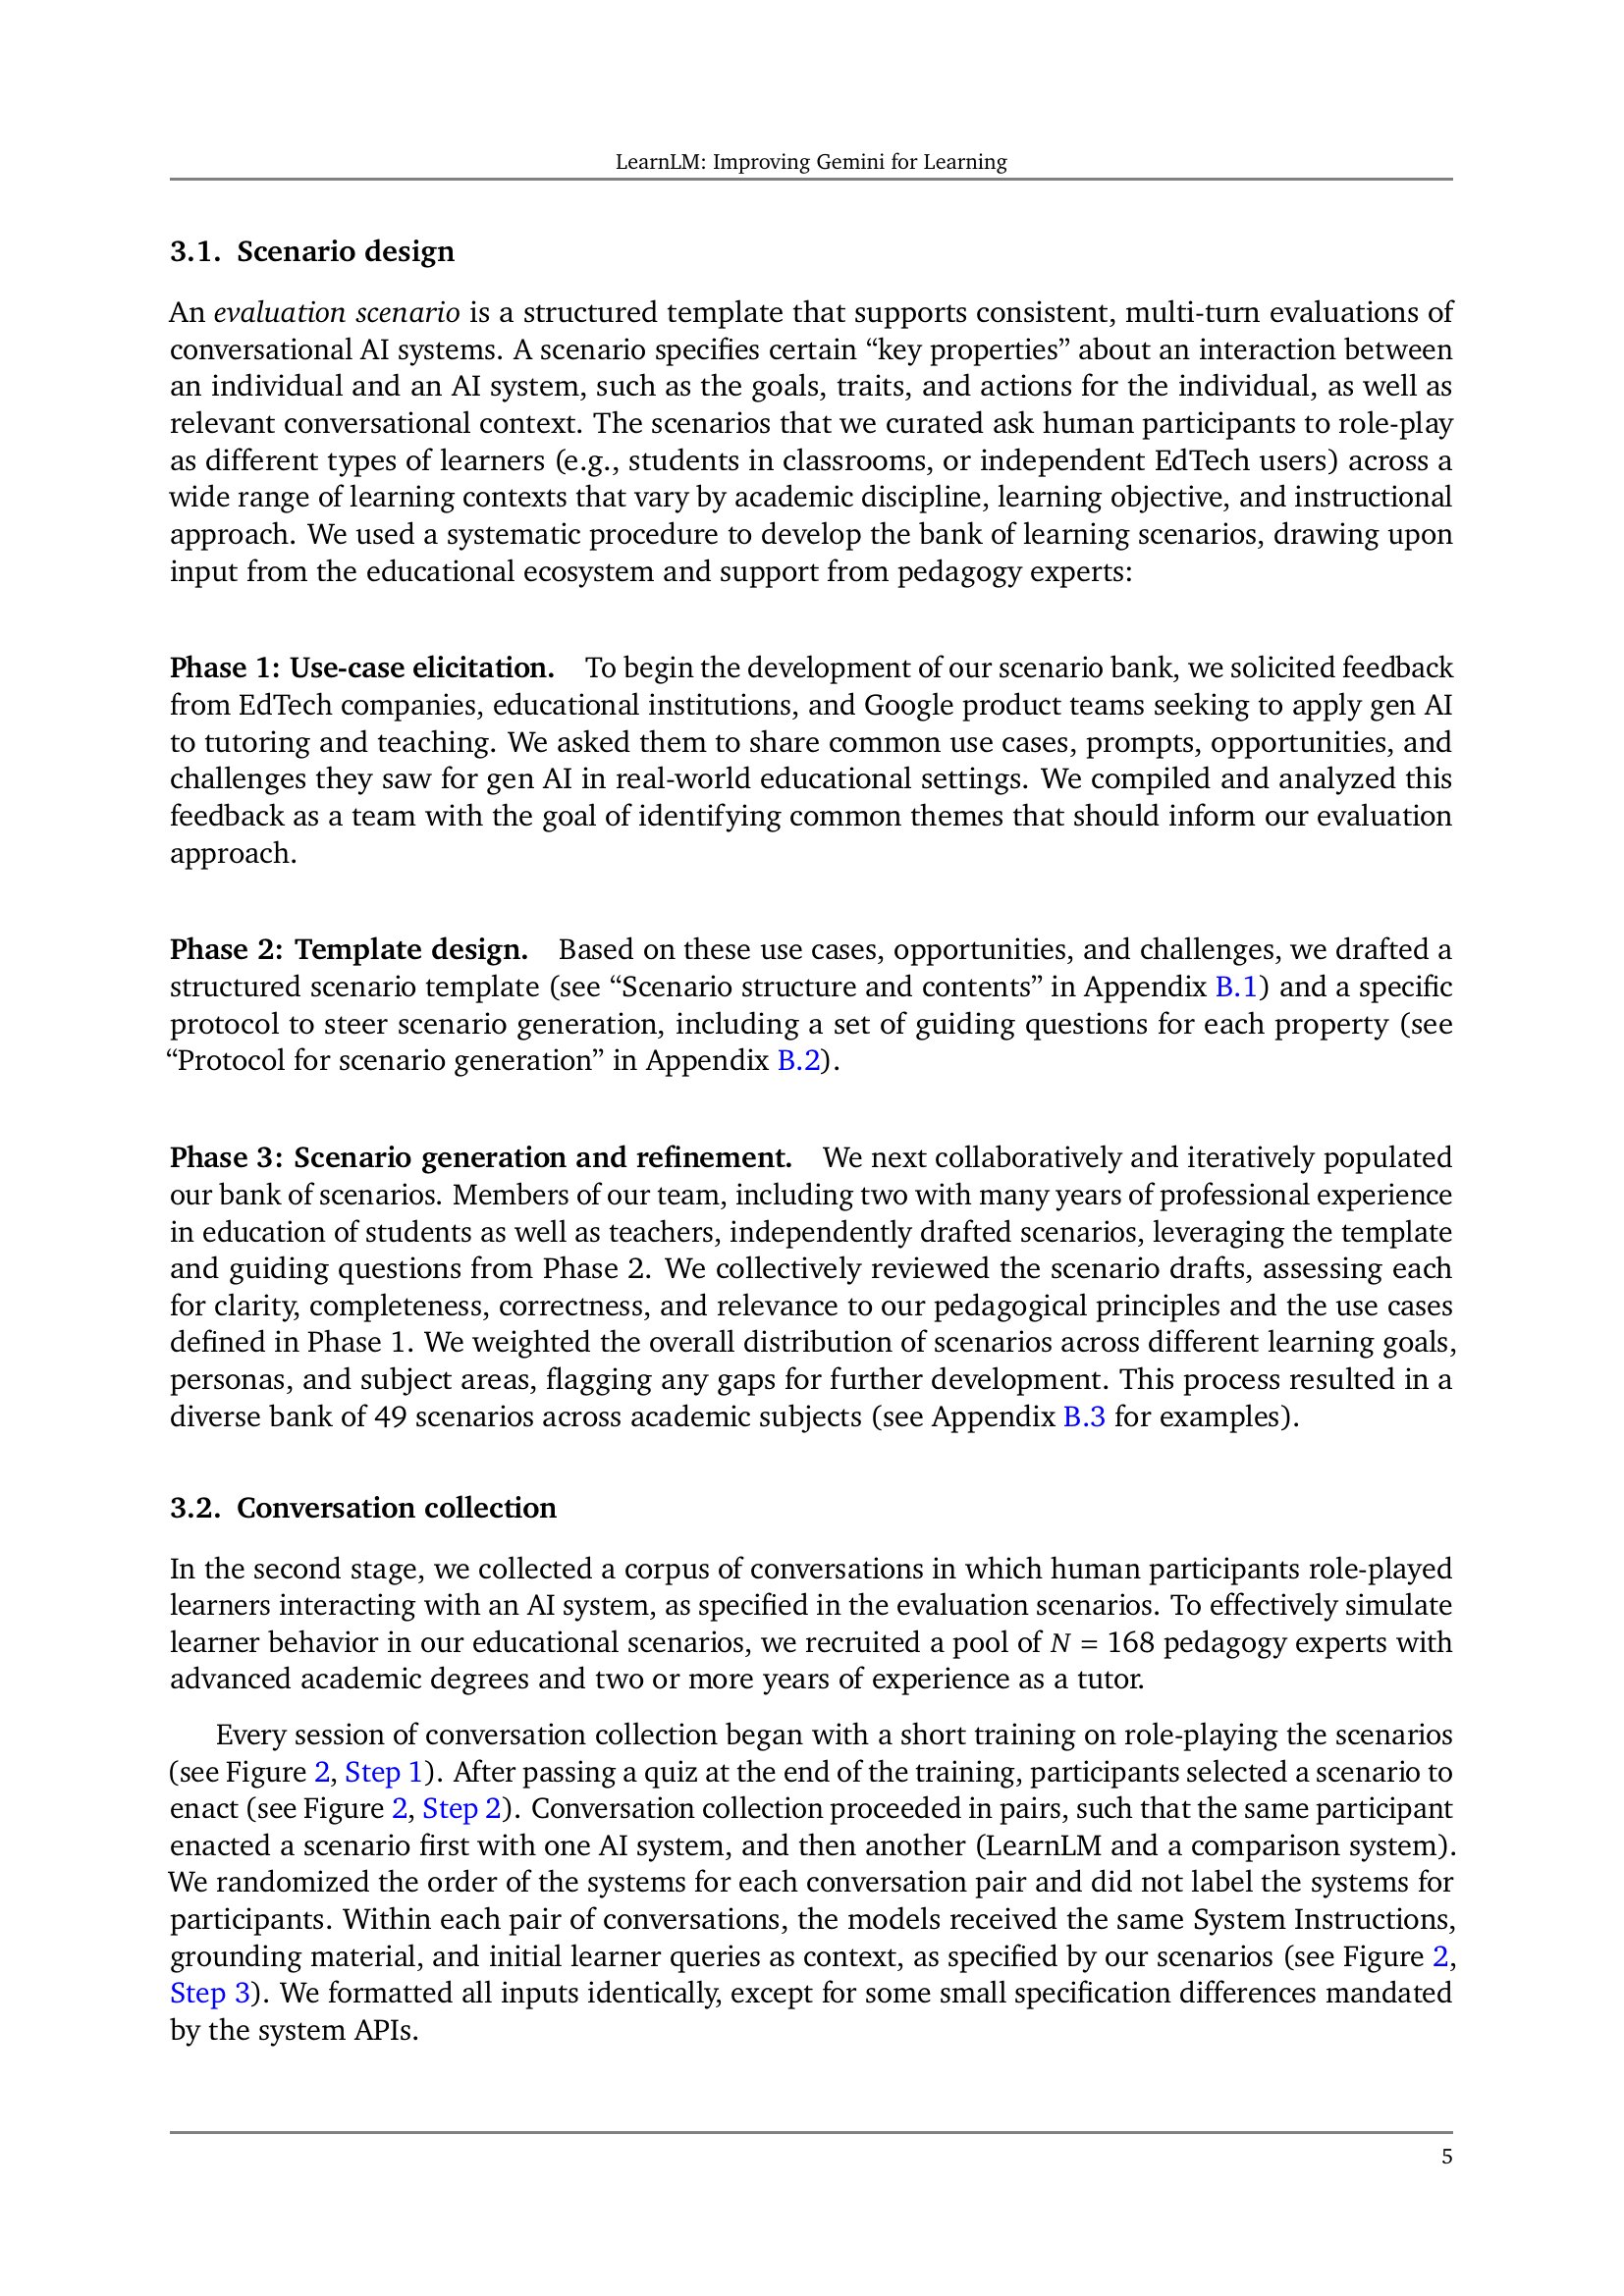 LearnLM: Improving Gemini for Learning
3.1. Scenario design
An evaluation scenario is a structured template that supports consistent, multi-turn evaluations of
conversational AI systems. A scenario specifies certain “key properties” about an interaction between
an individual and an AI system, such as the goals, traits, and actions for the individual, as well as
relevant conversational context. The scenarios that we curated ask human participants to role-play
as different types of learners (e.g., students in classrooms, or independent EdTech users) across a
wide range of learning contexts that vary by academic discipline, learning objective, and instructional
approach. We used a systematic procedure to develop the bank of learning scenarios, drawing upon
input from the educational ecosystem and support from pedagogy experts:
Phase 1: Use-case elicitation. To begin the development of our scenario bank, we solicited feedback
from EdTech companies, educational institutions, and Google product teams seeking to apply gen AI
to tutoring and teaching. We asked them to share common use cases, prompts, opportunities, and
challenges they saw for gen AI in real-world educational settings. We compiled and analyzed this
feedback as a team with the goal of identifying common themes that should inform our evaluation
approach.
Phase 2: Template design. Based on these use cases, opportunities, and challenges, we drafted a
structured scenario template (see “Scenario structure and contents” in Appendix B.1) and a specific
protocol to steer scenario generation, including a set of guiding questions for each property (see
“Protocol for scenario generation” in Appendix B.2).
Phase 3: Scenario generation and refinement. We next collaboratively and iteratively populated
our bank of scenarios. Members of our team, including two with many years of professional experience
in education of students as well as teachers, independently drafted scenarios, leveraging the template
and guiding questions from Phase 2. We collectively reviewed the scenario drafts, assessing each
for clarity, completeness, correctness, and relevance to our pedagogical principles and the use cases
defined in Phase 1. We weighted the overall distribution of scenarios across different learning goals,
personas, and subject areas, flagging any gaps for further development. This process resulted in a
diverse bank of 49 scenarios across academic subjects (see Appendix B.3 for examples).
3.2. Conversation collection
In the second stage, we collected a corpus of conversations in which human participants role-played
learners interacting with an AI system, as specified in the evaluation scenarios. To effectively simulate
learner behavior in our educational scenarios, we recruited a pool of N = 168 pedagogy experts with
advanced academic degrees and two or more years of experience as a tutor.
Every session of conversation collection began with a short training on role-playing the scenarios
(see Figure 2, Step 1). After passing a quiz at the end of the training, participants selected a scenario to
enact (see Figure 2, Step 2). Conversation collection proceeded in pairs, such that the same participant
enacted a scenario first with one AI system, and then another (LearnLM and a comparison system).
We randomized the order of the systems for each conversation pair and did not label the systems for
participants. Within each pair of conversations, the models received the same System Instructions,
grounding material, and initial learner queries as context, as specified by our scenarios (see Figure 2,
Step 3). We formatted all inputs identically, except for some small specification differences mandated
by the system APIs.
5